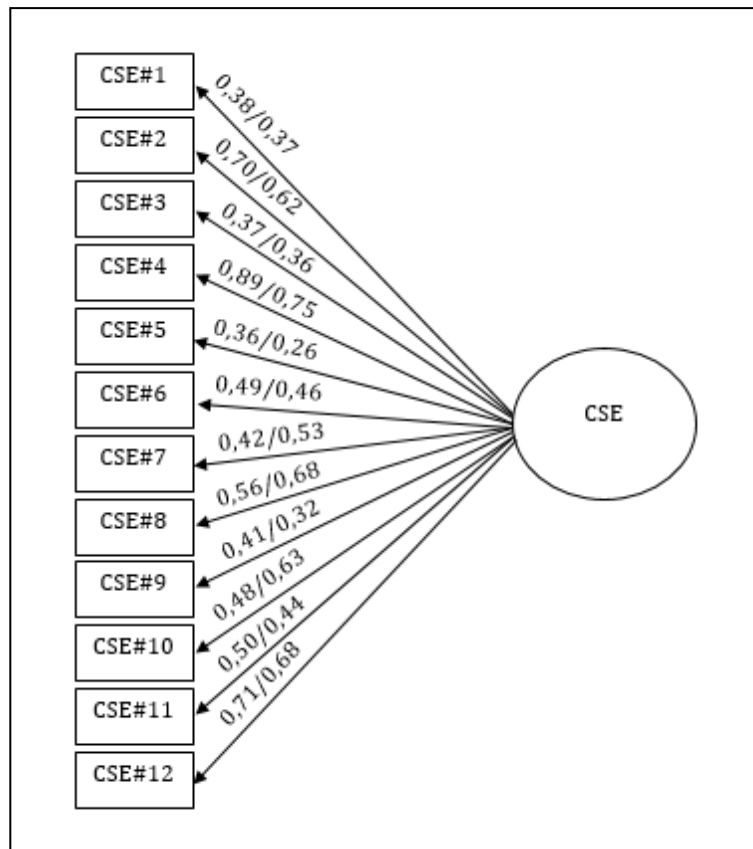 CSE#1
0,38/0,37
CSE#2
0,70/0,62
CSE#3
0,37/0,36
CSE#4
0,89/0,75
CSE#5
0,36/0,26
CSE#6
0,49/0,46
CSE
CSE#7
0,42/0,53
CSE#8
0,56/0,68
CSE#9
0,41/0,32
CSE#10
0,48/0,63
CSE#11
0,50/0,44
CSE#12
0,71/0,68